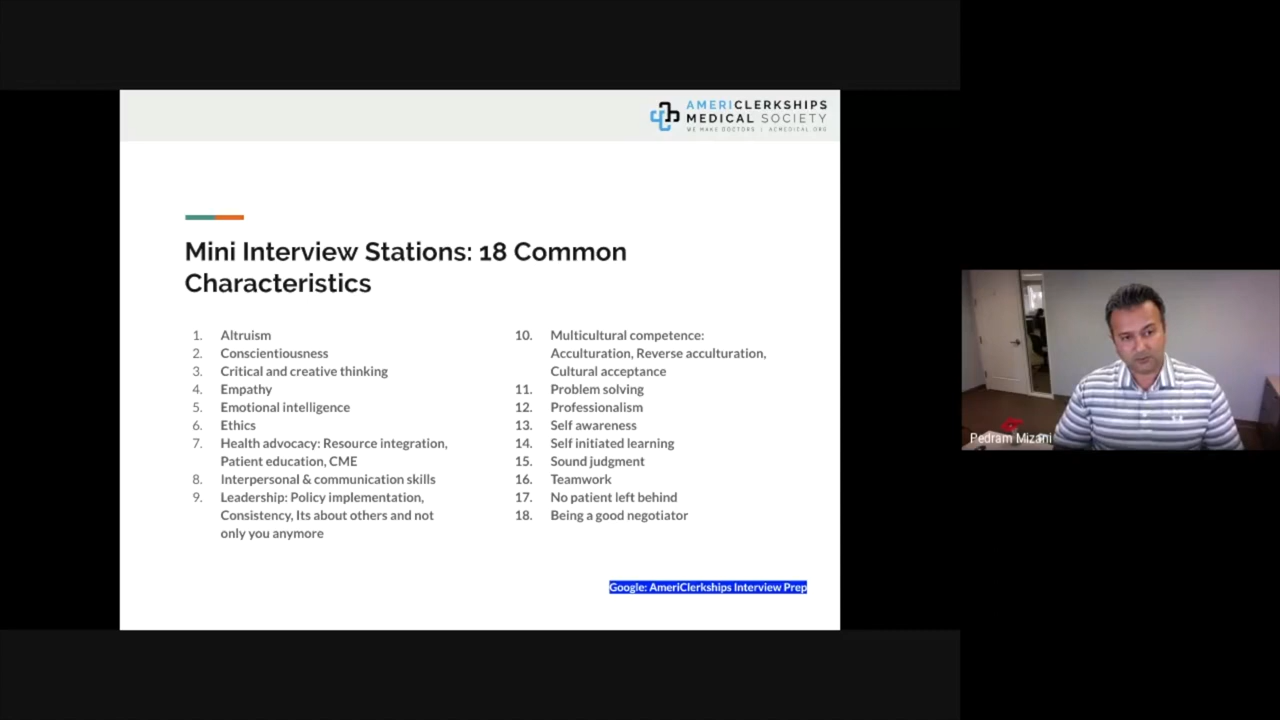 AMERICLERKSHIPS
MEDICAL SOCIETY
WE MAKE DOCTORS | ACMEDICAL.ORG
Mini Interview Stations: 18 Common
Characteristics
1. Altruism
2. Conscientiousness
3. Critical and creative thinking
4. Empathy
5. Emotional intelligence
6. Ethics
7. Health advocacy: Resource integration,
Patient education, CME
8. Interpersonal & communication skills
9. Leadership: Policy implementation,
Consistency, Its about others and not
only you anymore
10. Multicultural competence:
Acculturation, Reverse acculturation,
Cultural acceptance
11. Problem solving
12. Professionalism
13. Self awareness
14. Self initiated learning
15. Sound judgment
16. Teamwork
17. No patient left behind
18. Being a good negotiator
Google: AmeriClerkships Interview Prep
Pedram Mizani